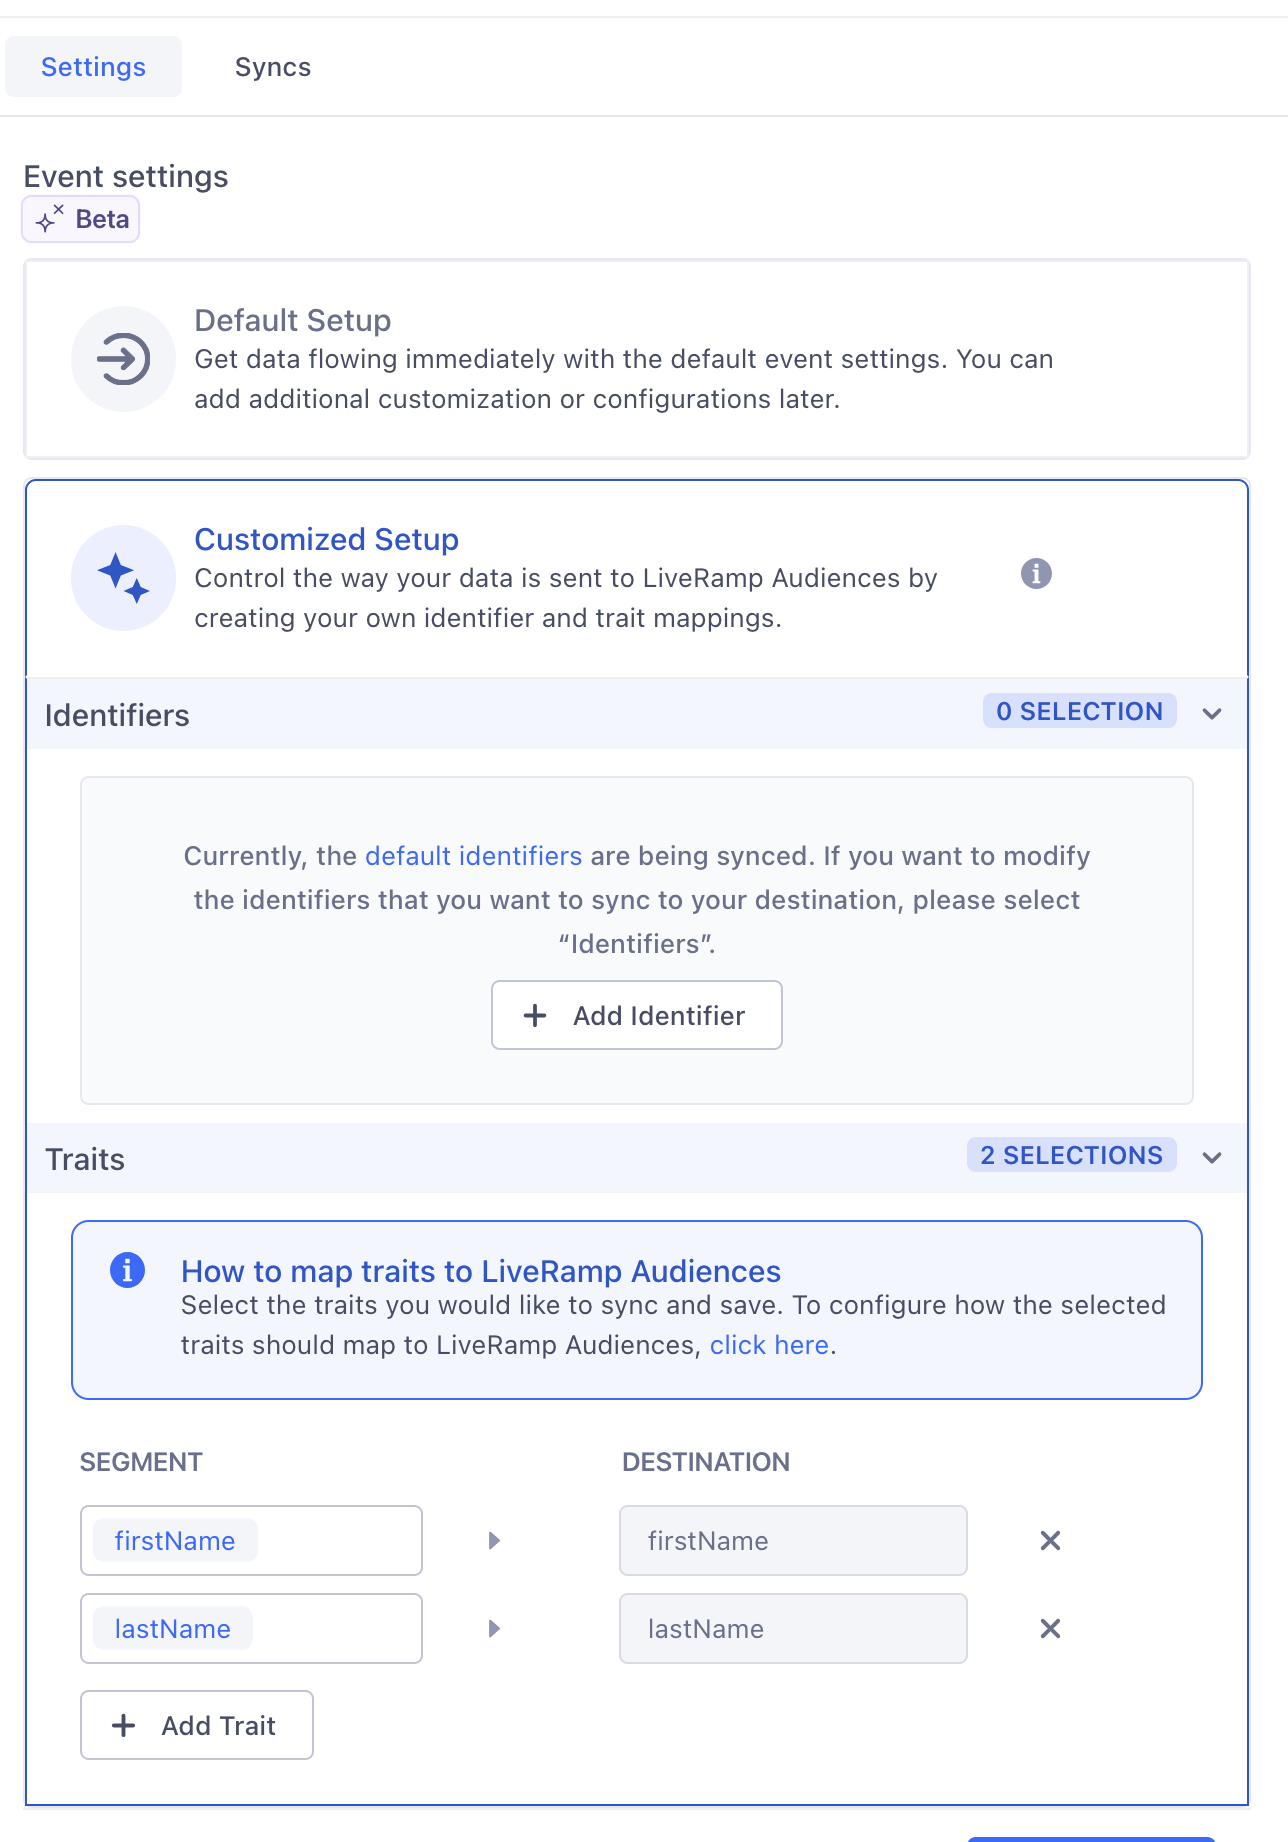 Settings
Syncs
Event settings
Beta
Default Setup
Get data flowing immediately with the default event settings. You can
add additional customization or configurations later.
Customized Setup
Control the way your data is sent to LiveRamp Audiences by
creating your own identifier and trait mappings.
Identifiers
0 SELECTION
Currently, the default identifiers are being synced. If you want to modify
the identifiers that you want to sync to your destination, please select
“Identifiers”.
Add Identifier
Traits
2 SELECTIONS
How to map traits to LiveRamp Audiences
Select the traits you would like to sync and save. To configure how the selected
traits should map to LiveRamp Audiences, click here.
SEGMENT
DESTINATION
firstName
firstName
lastName
lastName
Add Trait